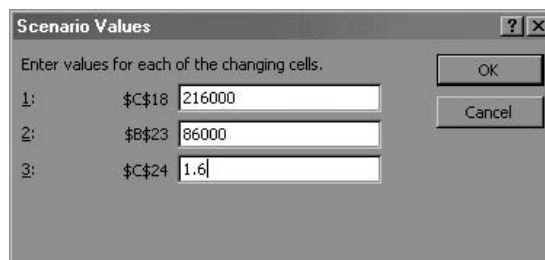 Scenario Values
Enter values for each of the changing cells.
OK
1: $C$18 216000
Cancel
2: $B$23 86000
3: $C$24 1.6